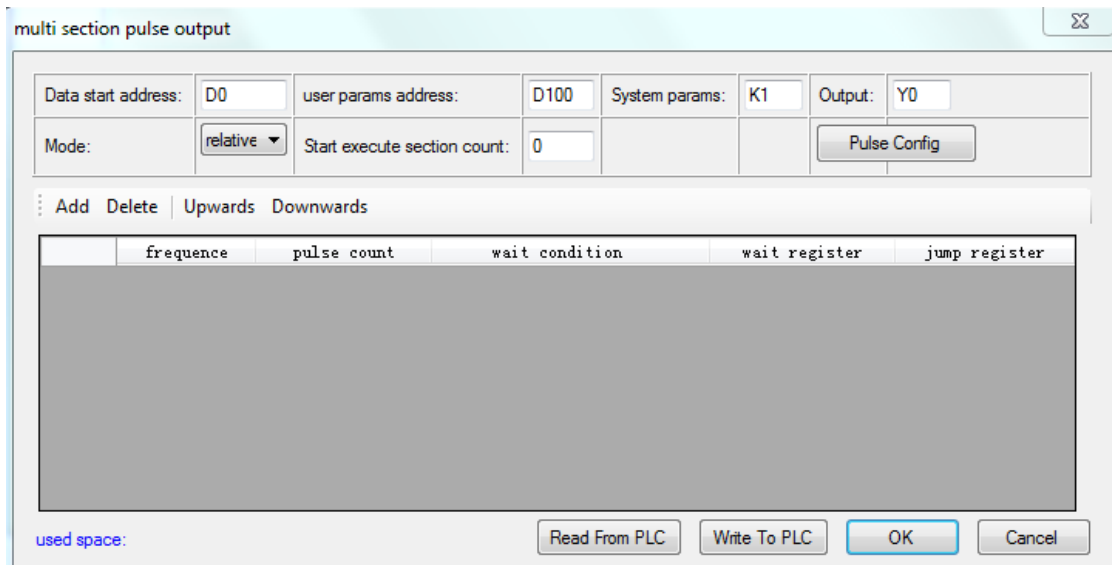 multi section pulse output
Data start address: D0 user params address: D100 System params: K1 Output: Y0
Mode: relative Start execute section count: 0 Pulse Config
Add Delete Upwards Downwards
frequence pulse count wait condition wait register jump register
used space: Read From PLC Write To PLC OK Cancel